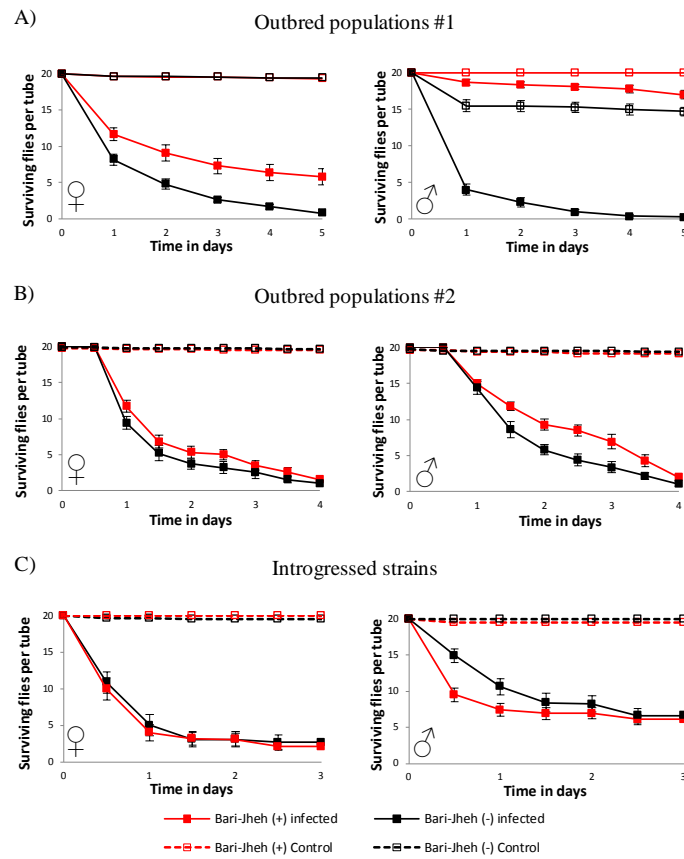 A)
Outbred populations #1
Surviving flies per tube
20
15
10
5
0
0 1 2 3 4 5
Time in days
♀
Surviving flies per tube
20
15
10
5
0
0 1 2 3 4 5
Time in days
♂
B)
Outbred populations #2
Surviving flies per tube
20
15
10
5
0
0 1 2 3 4
Time in days
♀
Surviving flies per tube
20
15
10
5
0
0 1 2 3 4
Time in days
♂
C)
Introgressed strains
Surviving flies per tube
20
15
10
5
0
0 1 2 3
Time in days
♀
Surviving flies per tube
20
15
10
5
0
0 1 2 3
Time in days
♂
Bari-Jheh (+) infected
Bari-Jheh (-) infected
Bari-Jheh (+) Control
Bari-Jheh (-) Control